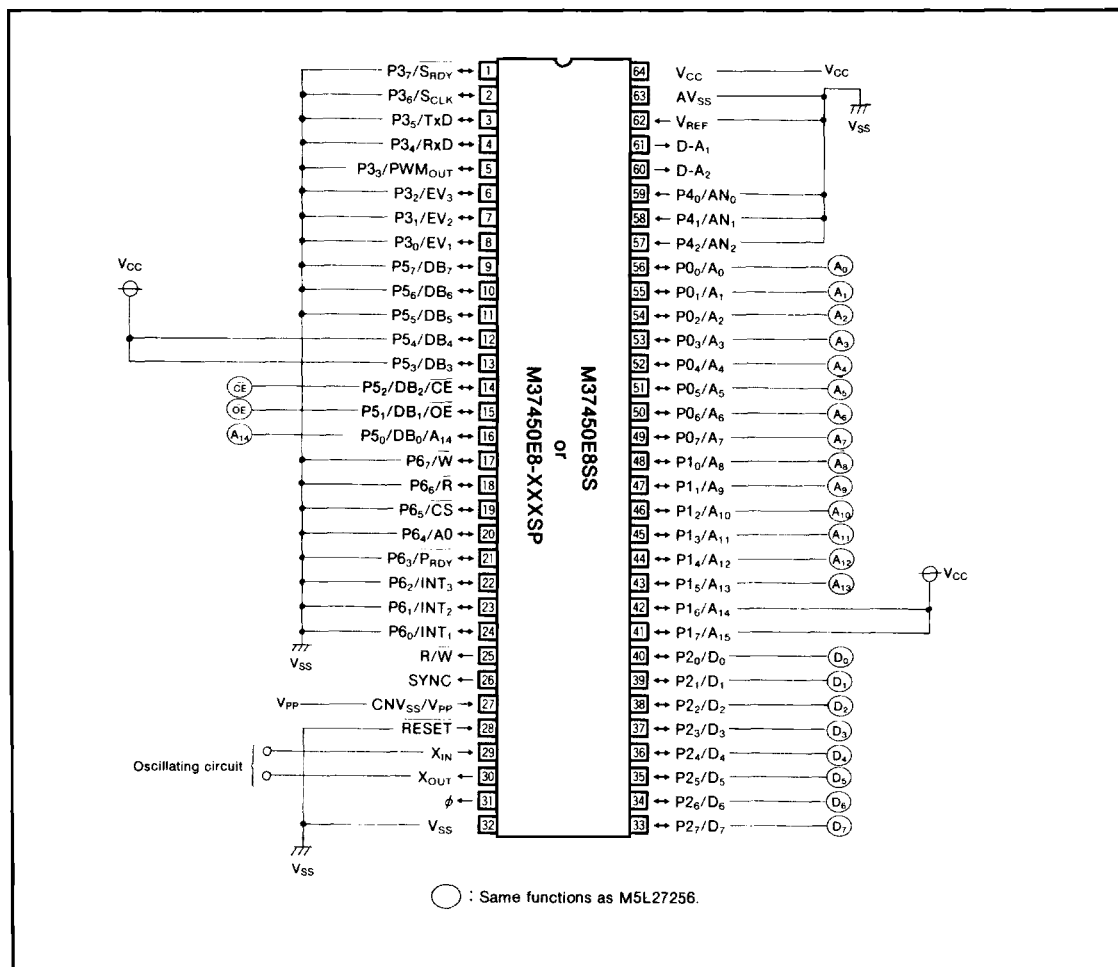 P3₇/S̅R̅D̅Y̅ ↔ 1
P3₆/SCLK ↔ 2
P3₅/TxD ↔ 3
P3₄/RxD ↔ 4
P3₃/PWMOUT ↔ 5
P3₂/EV₃ ↔ 6
P3₁/EV₂ ↔ 7
P3₀/EV₁ ↔ 8
VCC
P5₇/DB₇ ↔ 9
P5₆/DB₆ ↔ 10
P5₅/DB₅ ↔ 11
P5₄/DB₄ ↔ 12
P5₃/DB₃ ↔ 13
C̅E̅ P5₂/DB₂/C̅E̅ ↔ 14
O̅E̅ P5₁/DB₁/O̅E̅ ↔ 15
A₁₄ P5₀/DB₀/A₁₄ ↔ 16
P6₇/W̅ ↔ 17
P6₆/R̅ ↔ 18
P6₅/C̅S̅ ↔ 19
P6₄/A0 ↔ 20
P6₃/P̅R̅D̅Y̅ ↔ 21
P6₂/INT₃ ↔ 22
P6₁/INT₂ ↔ 23
P6₀/INT₁ ↔ 24
VSS
R/W̅ ← 25
SYNC ← 26
VPP CNVSS/VPP → 27
R̅E̅S̅E̅T̅ → 28
Oscillating circuit
XIN → 29
XOUT ← 30
ϕ ← 31
VSS 32
VSS
M37450E8SS
or
M37450E8-XXXSP
64 VCC VCC
63 AVSS
VSS
62 ← VREF
61 → D-A₁
60 → D-A₂
59 ← P4₀/AN₀
58 ← P4₁/AN₁
57 ← P4₂/AN₂
56 ↔ P0₀/A₀ A₀
55 ↔ P0₁/A₁ A₁
54 ↔ P0₂/A₂ A₂
53 ↔ P0₃/A₃ A₃
52 ↔ P0₄/A₄ A₄
51 ↔ P0₅/A₅ A₅
50 ↔ P0₆/A₆ A₆
49 ↔ P0₇/A₇ A₇
48 ↔ P1₀/A₈ A₈
47 ↔ P1₁/A₉ A₉
46 ↔ P1₂/A₁₀ A₁₀
45 ↔ P1₃/A₁₁ A₁₁
44 ↔ P1₄/A₁₂ A₁₂
43 ↔ P1₅/A₁₃ A₁₃
VCC
42 ↔ P1₆/A₁₄
41 ↔ P1₇/A₁₅
40 ↔ P2₀/D₀ D₀
39 ↔ P2₁/D₁ D₁
38 ↔ P2₂/D₂ D₂
37 ↔ P2₃/D₃ D₃
36 ↔ P2₄/D₄ D₄
35 ↔ P2₅/D₅ D₅
34 ↔ P2₆/D₆ D₆
33 ↔ P2₇/D₇ D₇
: Same functions as M5L27256.